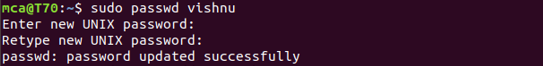 mca@T70:~$ sudo passwd vishnu
Enter new UNIX password:
Retype new UNIX password:
passwd: password updated successfully